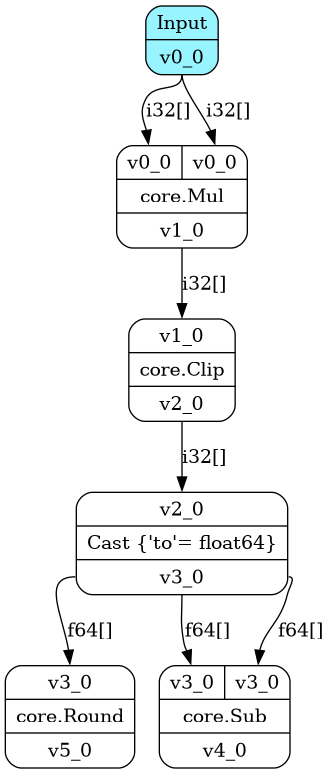 Input
v0_0
i32[] i32[]
v0_0 v0_0
core.Mul
v1_0
i32[]
v1_0
core.Clip
v2_0
i32[]
v2_0
Cast {'to'= float64}
v3_0
f64[] f64[] f64[]
v3_0
core.Round
v5_0
v3_0 v3_0
core.Sub
v4_0